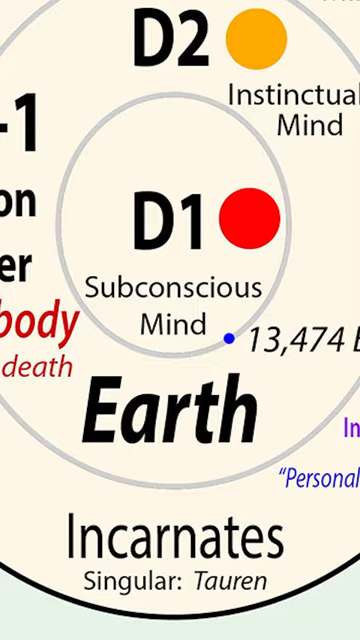 D2
Instinctual
Mind
-1
on
er
body
death
D1
Subconscious
Mind
13,474
Earth
In
"Personal
Incarnates
Singular: Tauren